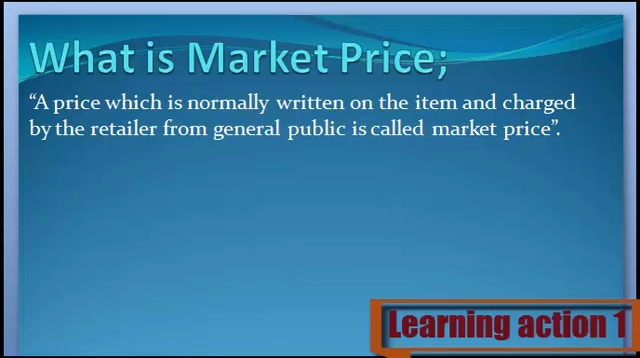 What is Market Price;
“A price which is normally written on the item and charged
by the retailer from general public is called market price”.
Learning action 1